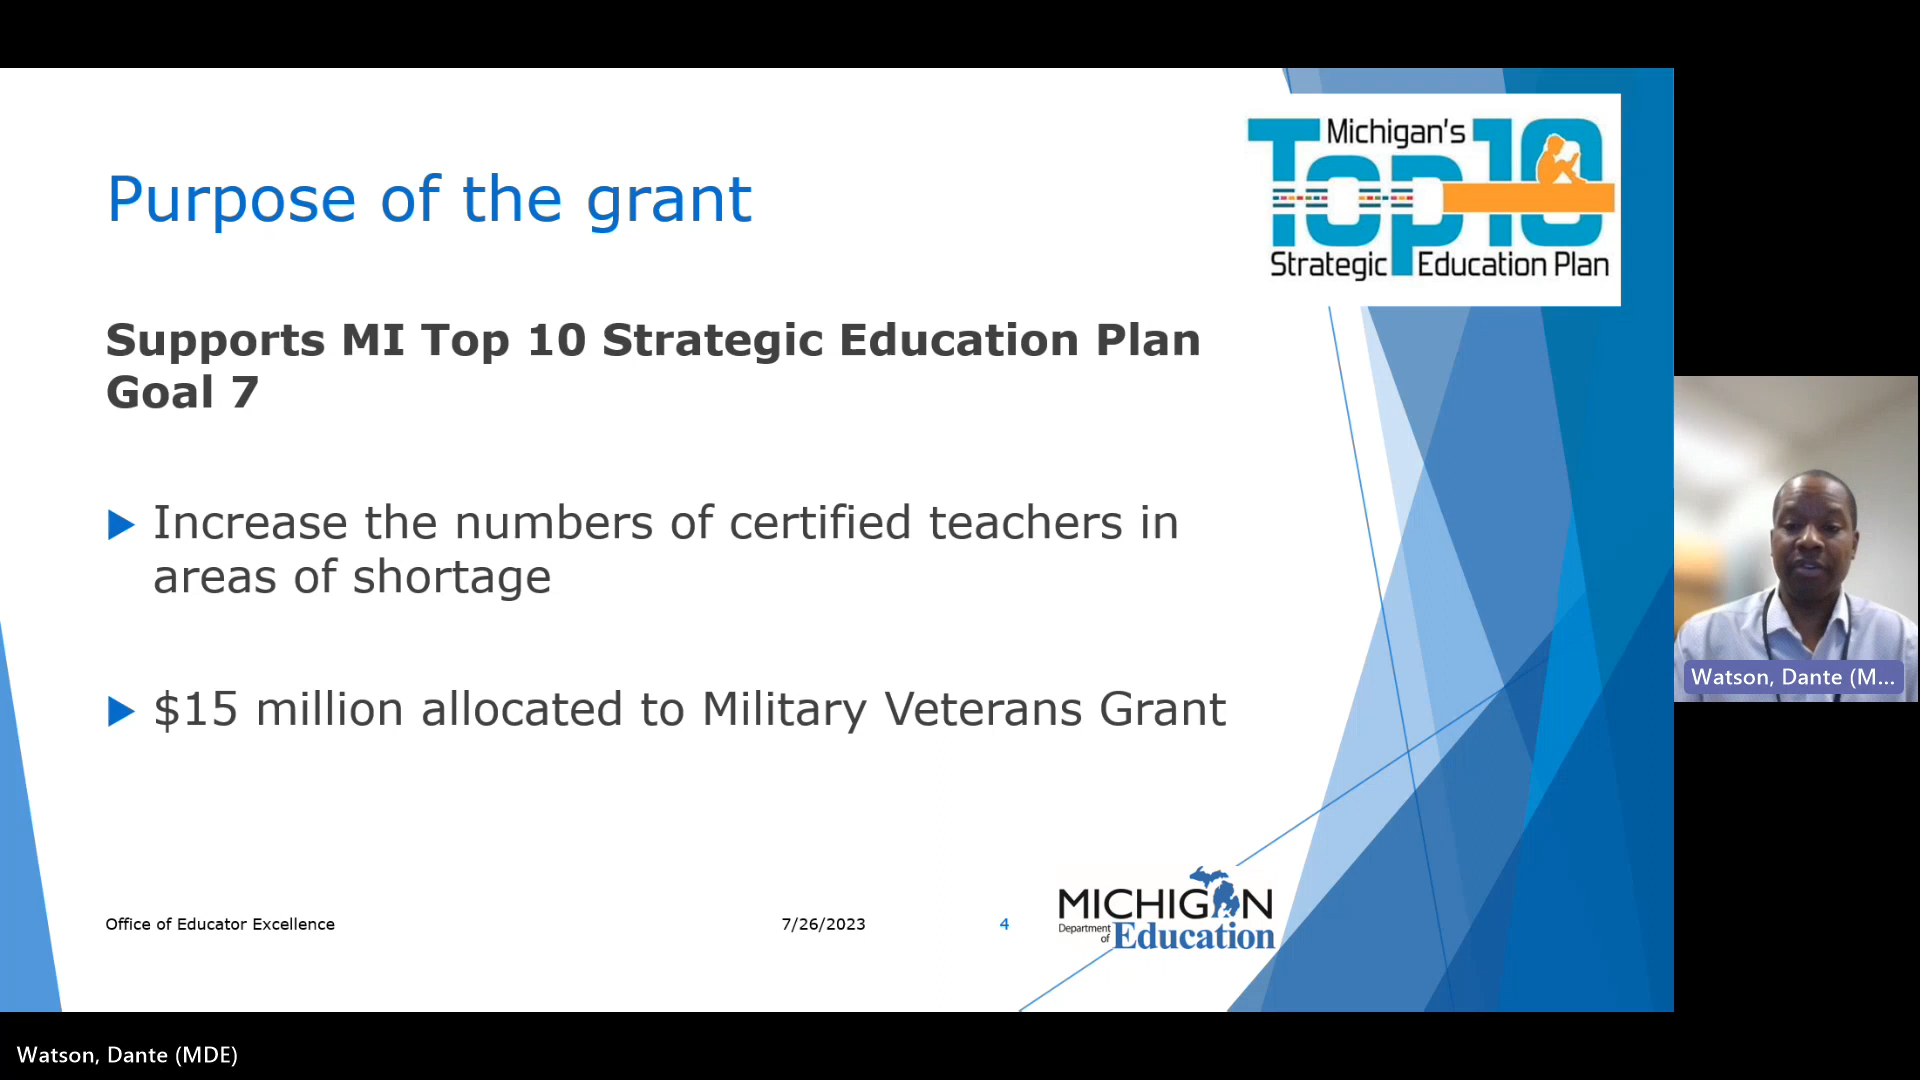 Purpose of the grant
Michigan's
Top 10
Strategic Education Plan
Supports MI Top 10 Strategic Education Plan
Goal 7
Increase the numbers of certified teachers in
areas of shortage
$15 million allocated to Military Veterans Grant
Office of Educator Excellence
7/26/2023
4
MICHIGAN
Department
of Education
Watson, Dante (M...
Watson, Dante (MDE)